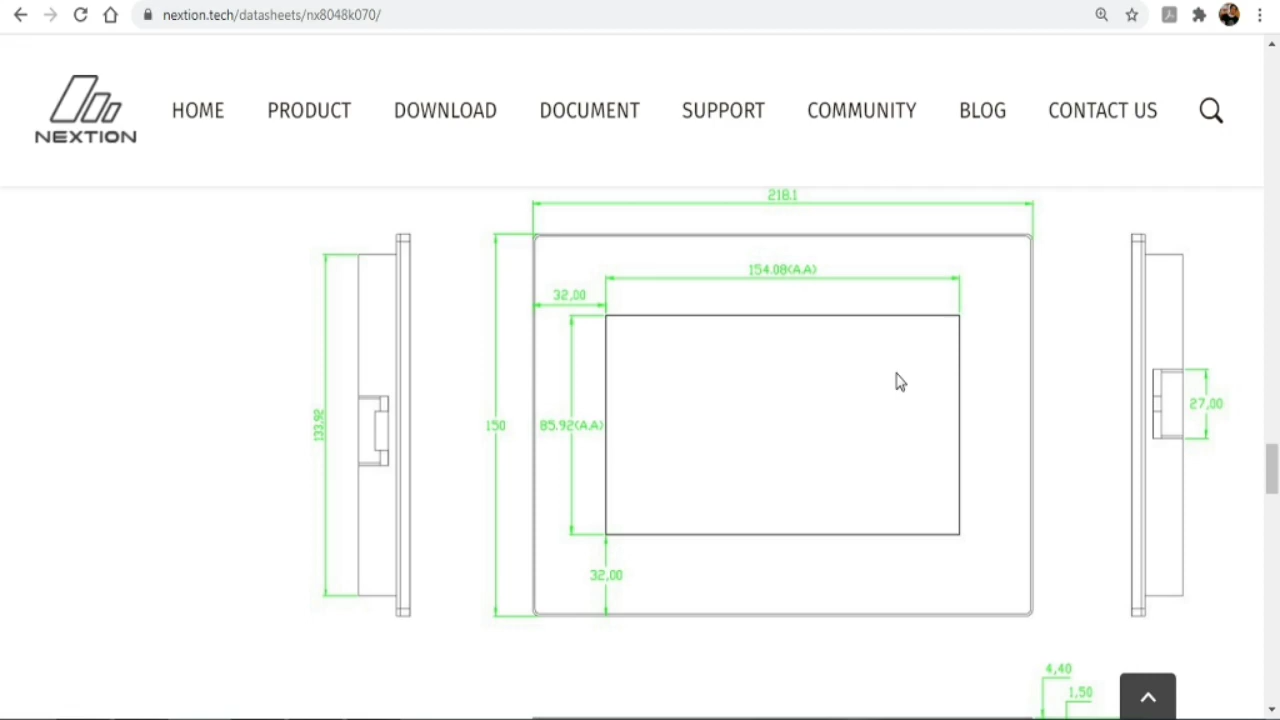 nextion.tech/datasheets/nx8048k070/
NEXTION
HOME PRODUCT DOWNLOAD DOCUMENT SUPPORT COMMUNITY BLOG CONTACT US
218.1
154.08(A.A)
32,00
133,92
150
85.92(A.A)
27,00
32,00
4,40
1,50